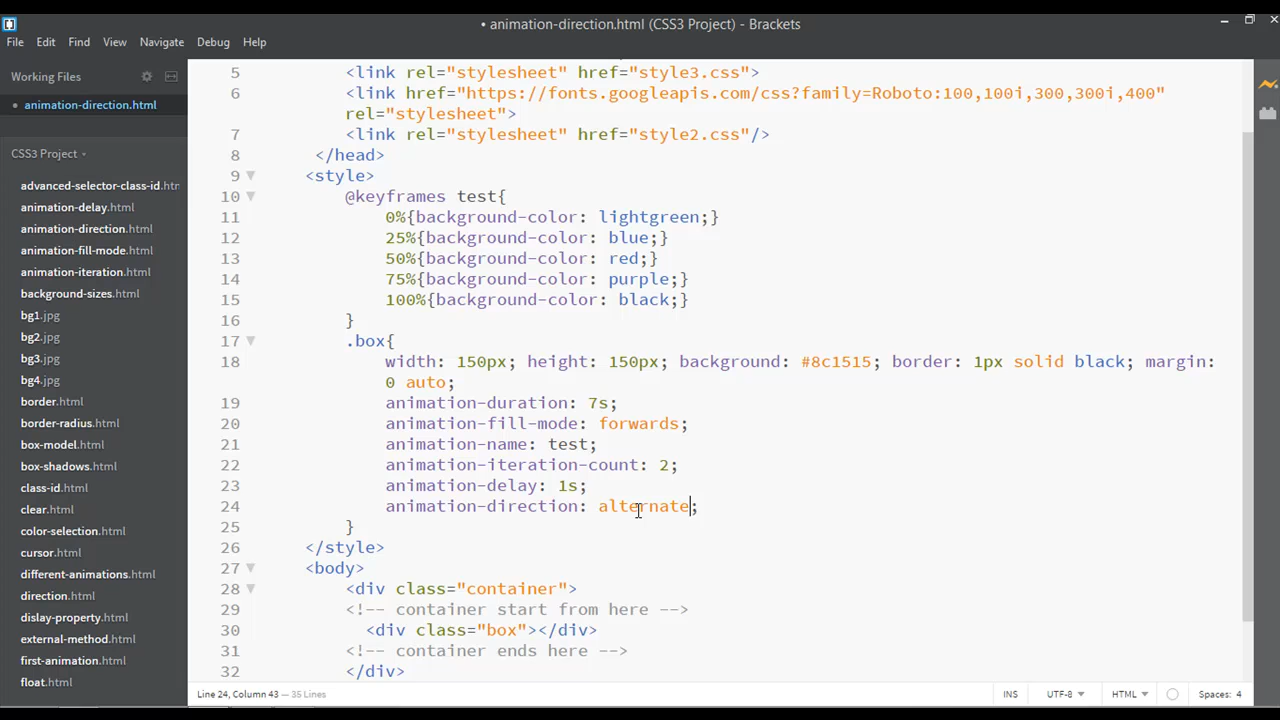 • animation-direction.html (CSS3 Project) - Brackets
File Edit Find View Navigate Debug Help
Working Files
• animation-direction.html
CSS3 Project
advanced-selector-class-id.htm
animation-delay.html
animation-direction.html
animation-fill-mode.html
animation-iteration.html
background-sizes.html
bg1.jpg
bg2.jpg
bg3.jpg
bg4.jpg
border.html
border-radius.html
box-model.html
box-shadows.html
class-id.html
clear.html
color-selection.html
cursor.html
different-animations.html
direction.html
dislay-property.html
external-method.html
first-animation.html
float.html
5 <link rel="stylesheet" href="style3.css">
6 <link href="https://fonts.googleapis.com/css?family=Roboto:100,100i,300,300i,400"
rel="stylesheet">
7 <link rel="stylesheet" href="style2.css"/>
8 </head>
9 <style>
10 @keyframes test{
11 0%{background-color: lightgreen;}
12 25%{background-color: blue;}
13 50%{background-color: red;}
14 75%{background-color: purple;}
15 100%{background-color: black;}
16 }
17 .box{
18 width: 150px; height: 150px; background: #8c1515; border: 1px solid black; margin:
0 auto;
19 animation-duration: 7s;
20 animation-fill-mode: forwards;
21 animation-name: test;
22 animation-iteration-count: 2;
23 animation-delay: 1s;
24 animation-direction: alternate;
25 }
26 </style>
27 <body>
28 <div class="container">
29 <!-- container start from here -->
30 <div class="box"></div>
31 <!-- container ends here -->
32 </div>
Line 24, Column 43 — 35 Lines
INS UTF-8 HTML Spaces: 4